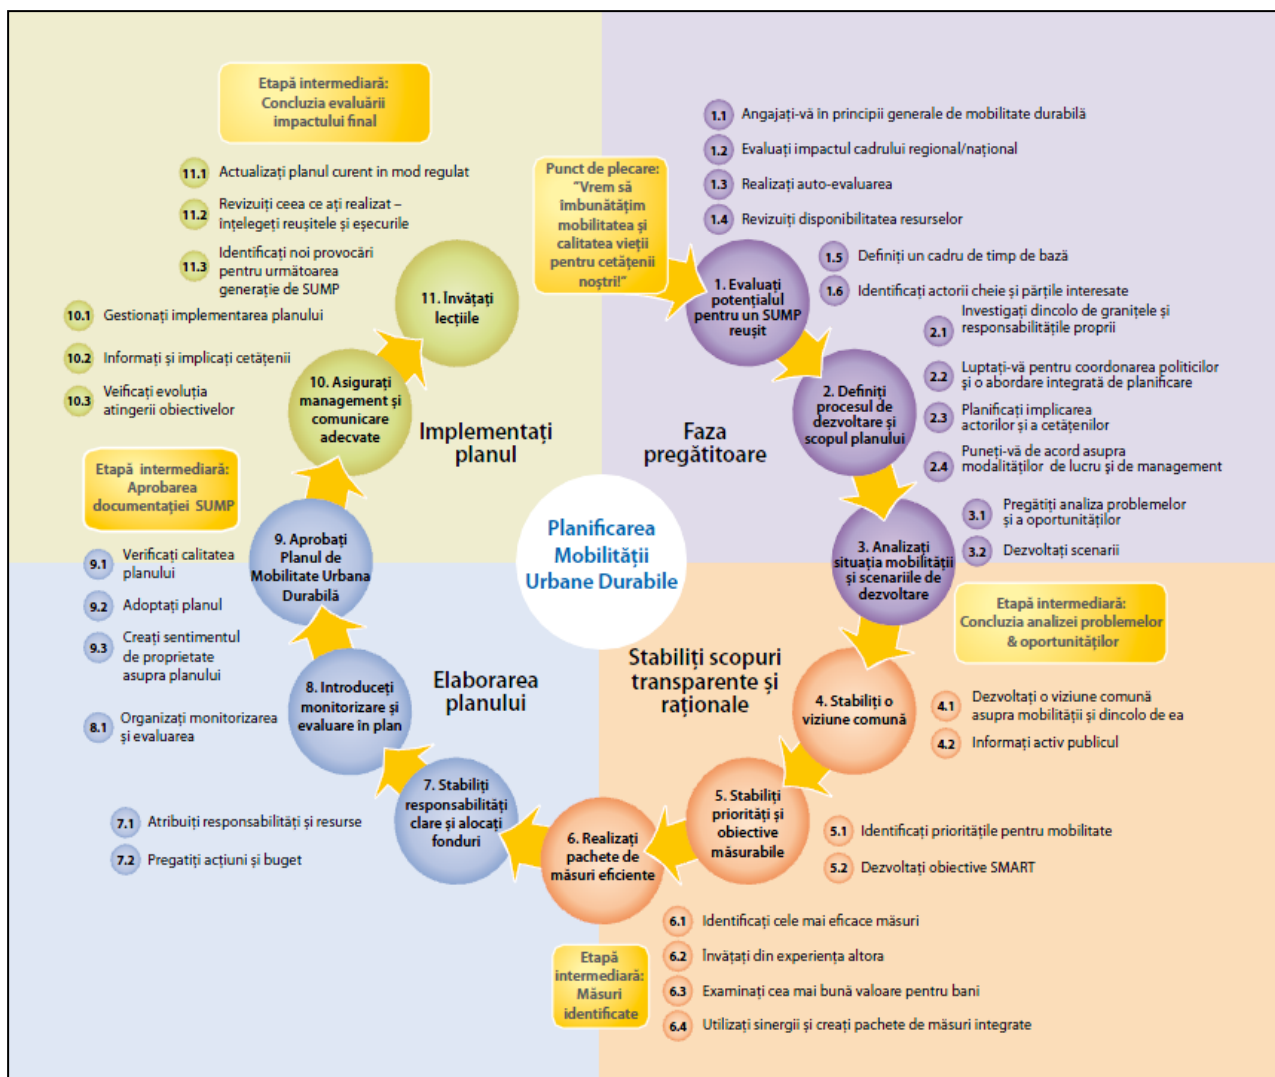 Etapă intermediară:
Concluzia evaluării
impactului final
11.1 Actualizați planul curent in mod regulat
11.2 Revizuiți ceea ce ați realizat –
înțelegeți reușitele și eșecurile
11.3 Identificați noi provocări
pentru următoarea
generație de SUMP
11. Învățați
lecțiile
10.1 Gestionați implementarea planului
10.2 Informați și implicați cetățenii
10.3 Veificați evoluția
atingerii obiectivelor
10. Asigurați
management și
comunicare
adecvate
Implementați
planul
Etapă intermediară:
Aprobarea
documentației SUMP
Punct de plecare:
"Vrem să
îmbunătățim
mobilitatea și
calitatea vieții
pentru cetățenii
noștri!"
1.1 Angajați-vă în principii generale de mobilitate durabilă
1.2 Evaluați impactul cadrului regional/național
1.3 Realizați auto-evaluarea
1.4 Revizuiți disponibilitatea resurselor
1.5 Definiți un cadru de timp de bază
1.6 Identificați actorii cheie și părțile interesate
1. Evaluați
potențialul
pentru un SUMP
reușit
2.1 Investigați dincolo de granițele și
responsabilitățile proprii
2.2 Luptați-vă pentru coordonarea politicilor
și o abordare integrată de planificare
2.3 Planificați implicarea
actorilor și a cetățenilor
2.4 Puneți-vă de acord asupra
modalităților de lucru și de management
2. Definiți
procesul de
dezvoltare și
scopul planului
Faza
pregătitoare
3.1 Pregătiți analiza problemelor
și a oportunităților
3.2 Dezvoltați scenarii
3. Analizați
situația mobilității
și scenariile de
dezvoltare
Planificarea
Mobilității
Urbane Durabile
Etapă intermediară:
Concluzia analizei problemelor
& oportunităților
Stabiliți scopuri
transparente și
raționale
4. Stabiliți o
viziune comună
4.1 Dezvoltați o viziune comună
asupra mobilității și dincolo de ea
4.2 Informați activ publicul
5. Stabiliți
priorități și
obiective
măsurabile
5.1 Identificați prioritățile pentru mobilitate
5.2 Dezvoltați obiective SMART
6. Realizați
pachete de
măsuri eficiente
6.1 Identificați cele mai eficace măsuri
6.2 Învățați din experiența altora
6.3 Examinați cea mai bună valoare pentru bani
6.4 Utilizați sinergii și creați pachete de măsuri integrate
Etapă
intermediară:
Măsuri
identificate
9. Aprobați
Planul de
Mobilitate Urbana
Durabilă
9.1 Verificați calitatea
planului
9.2 Adoptați planul
9.3 Creați sentimentul
de proprietate
asupra planului
8. Introduceți
monitorizare și
evaluare în plan
8.1 Organizați monitorizarea
și evaluarea
Elaborarea
planului
7. Stabiliți
responsabilități
clare și alocați
fonduri
7.1 Atribuiți responsabilități și resurse
7.2 Pregatiți acțiuni și buget